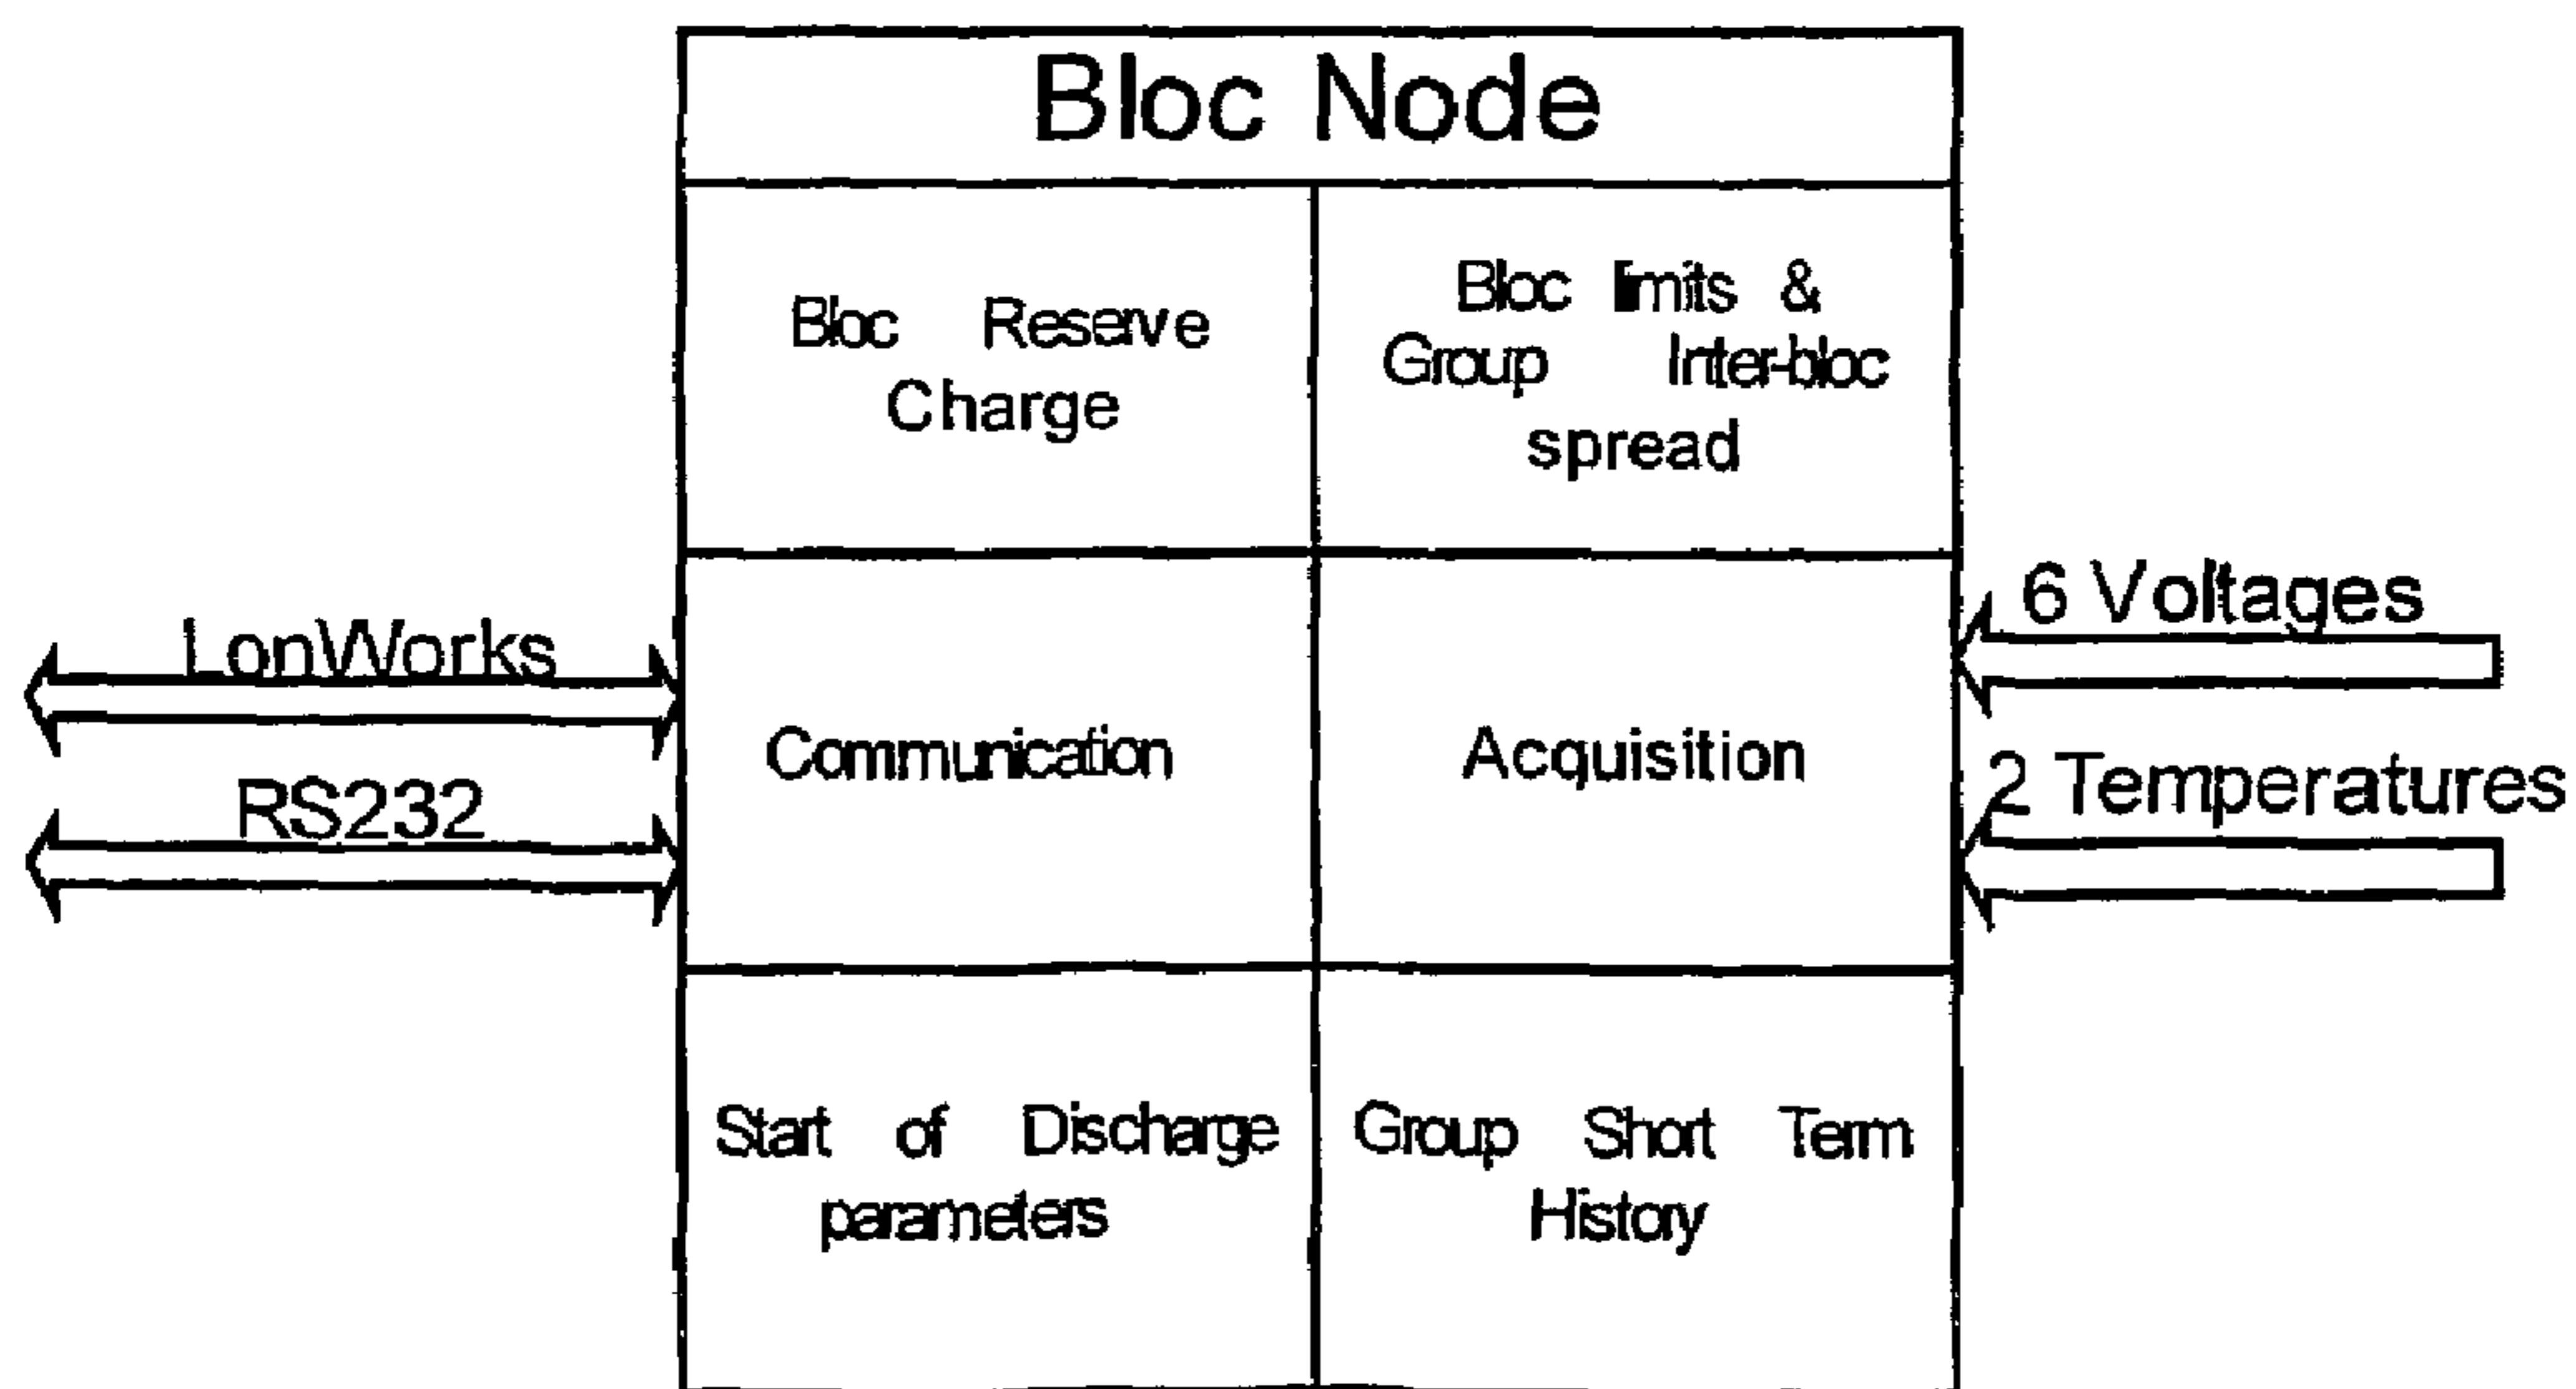 Bloc Node
Bloc Reserve
Charge
Bloc limits &
Group Inter-bloc
spread
LonWorks
RS232
Communication
Acquisition
6 Voltages
2 Temperatures
Start of Discharge
parameters
Group Short Term
History